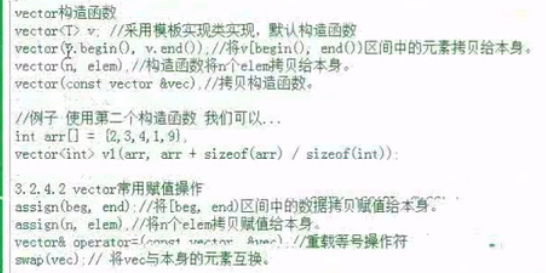 vector构造函数
vector<T> v; //采用模板实现类实现，默认构造函数
vector(v.begin(), v.end());//将v[begin(), end())区间中的元素拷贝给本身。
vector(n, elem);//构造函数将n个elem拷贝给本身。
vector(const vector &vec);//拷贝构造函数。
//例子 使用第二个构造函数 我们可以...
int arr[] = {2,3,4,1,9};
vector<int> v1(arr, arr + sizeof(arr) / sizeof(int));
3.2.4.2 vector常用赋值操作
assign(beg, end);//将[beg, end)区间中的数据拷贝赋值给本身。
assign(n, elem);//将n个elem拷贝赋值给本身。
vector& operator=(const vector &vec);//重载等号操作符
swap(vec);// 将vec与本身的元素互换。